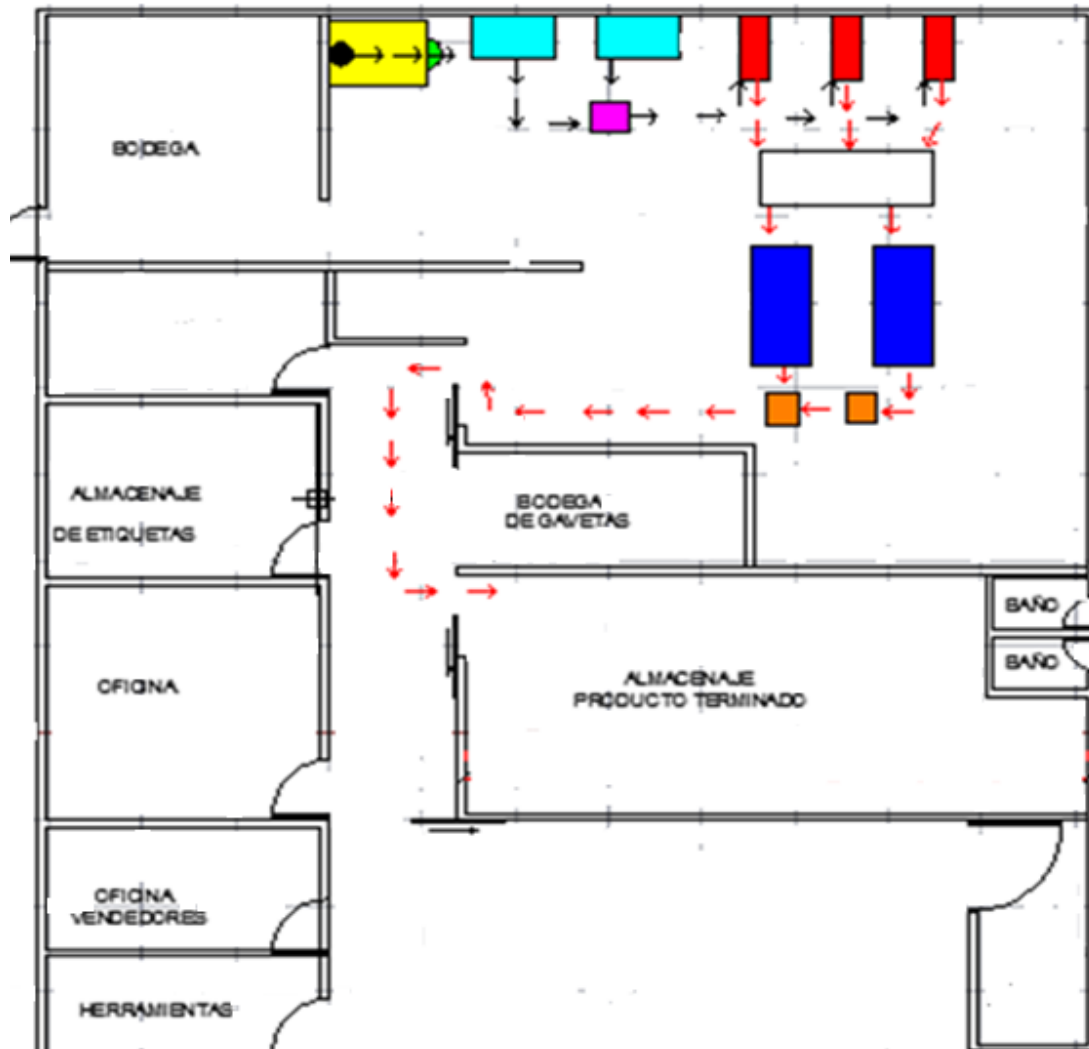 BODEGA
ALMACENAJE
DE ETIQUETAS
BODEGA
DE GAVETAS
BAÑO
BAÑO
OFICINA
ALMACENAJE
PRODUCTO TERMINADO
OFICINA
VENDEDORES
HERRAMIENTAS